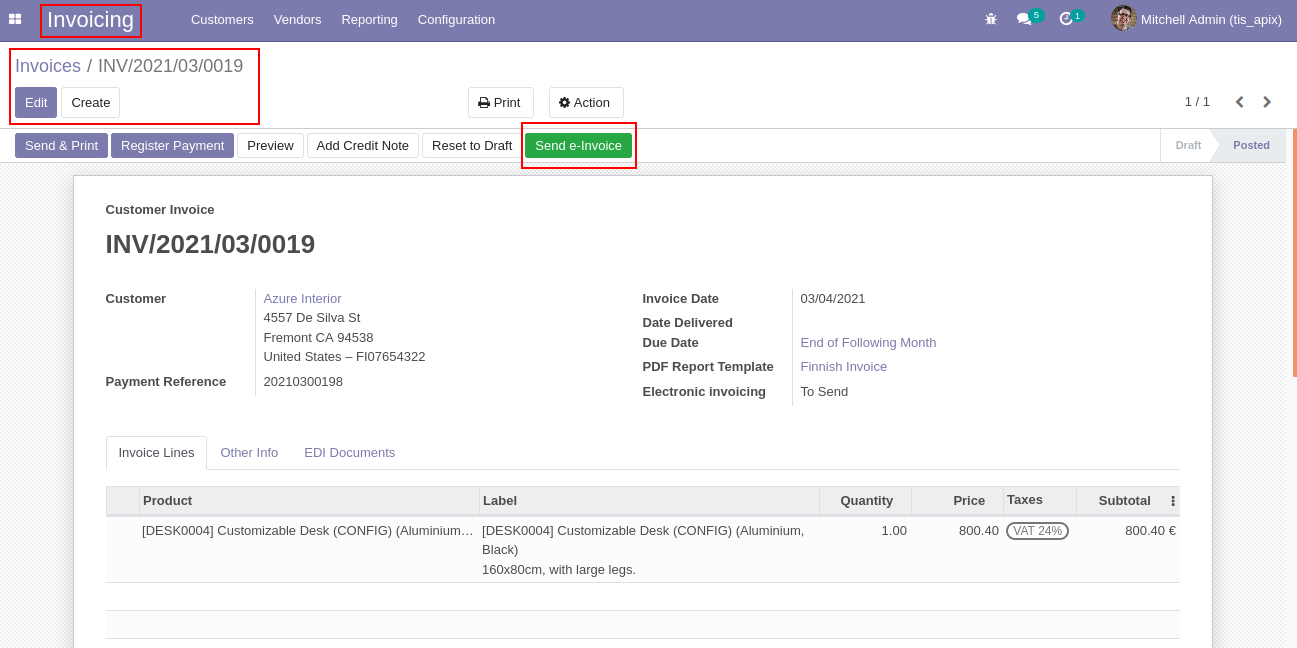 Invoicing Customers Vendors Reporting Configuration 5 1 Mitchell Admin (tis_apix)
Invoices / INV/2021/03/0019
Edit Create Print Action 1 / 1
Send & Print Register Payment Preview Add Credit Note Reset to Draft Send e-Invoice Draft Posted
Customer Invoice
INV/2021/03/0019
Customer Azure Interior
4557 De Silva St
Fremont CA 94538
United States – FI07654322
Payment Reference 20210300198
Invoice Date 03/04/2021
Date Delivered
Due Date End of Following Month
PDF Report Template Finnish Invoice
Electronic invoicing To Send
Invoice Lines Other Info EDI Documents
Product Label Quantity Price Taxes Subtotal
[DESK0004] Customizable Desk (CONFIG) (Aluminium… [DESK0004] Customizable Desk (CONFIG) (Aluminium, 1.00 800.40 VAT 24% 800.40 €
Black)
160x80cm, with large legs.